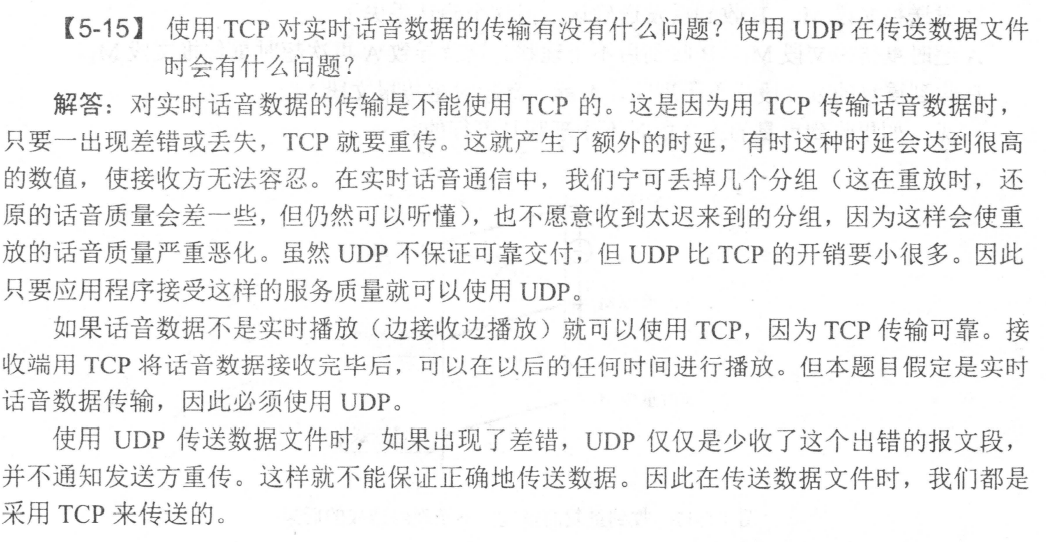 【5-15】 使用 TCP 对实时话音数据的传输有没有什么问题？使用 UDP 在传送数据文件
时会有什么问题？
解答：对实时话音数据的传输是不能使用 TCP 的。这是因为用 TCP 传输话音数据时，
只要一出现差错或丢失，TCP 就要重传。这就产生了额外的时延，有时这种时延会达到很高
的数值，使接收方无法容忍。在实时话音通信中，我们宁可丢掉几个分组（这在重放时，还
原的话音质量会差一些，但仍然可以听懂），也不愿意收到太迟来到的分组，因为这样会使重
放的话音质量严重恶化。虽然 UDP 不保证可靠交付，但 UDP 比 TCP 的开销要小很多。因此
只要应用程序接受这样的服务质量就可以使用 UDP。
如果话音数据不是实时播放（边接收边播放）就可以使用 TCP，因为 TCP 传输可靠。接
收端用 TCP 将话音数据接收完毕后，可以在以后的任何时间进行播放。但本题目假定是实时
话音数据传输，因此必须使用 UDP。
使用 UDP 传送数据文件时，如果出现了差错，UDP 仅仅是少收了这个出错的报文段，
并不通知发送方重传。这样就不能保证正确地传送数据。因此在传送数据文件时，我们都是
采用 TCP 来传送的。